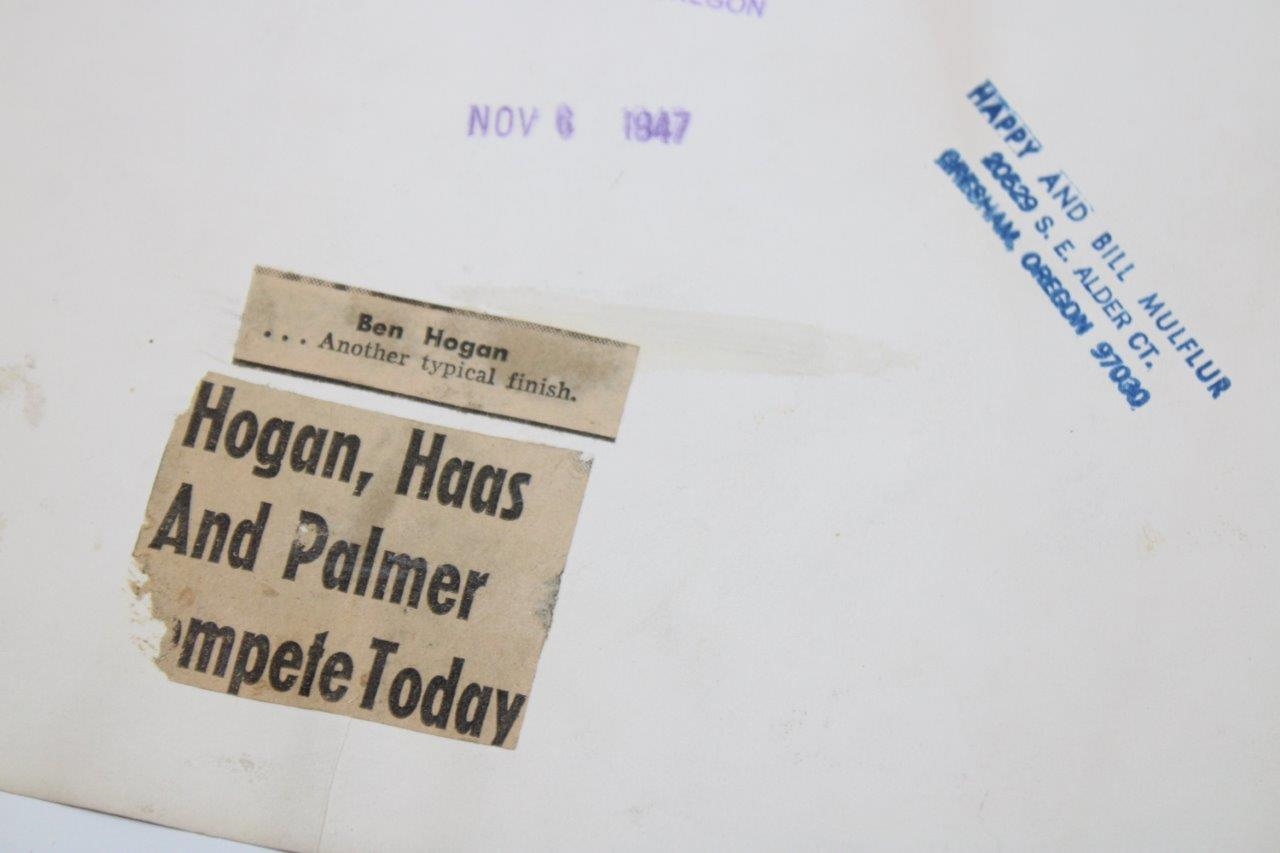 NOV 6 1947
HAPPY AND BILL MULFLUR
20529 S. E. ALDER CT.
GRESHAM, OREGON 97030
Ben Hogan
... Another typical finish.
Hogan, Haas
And Palmer
ompete Today